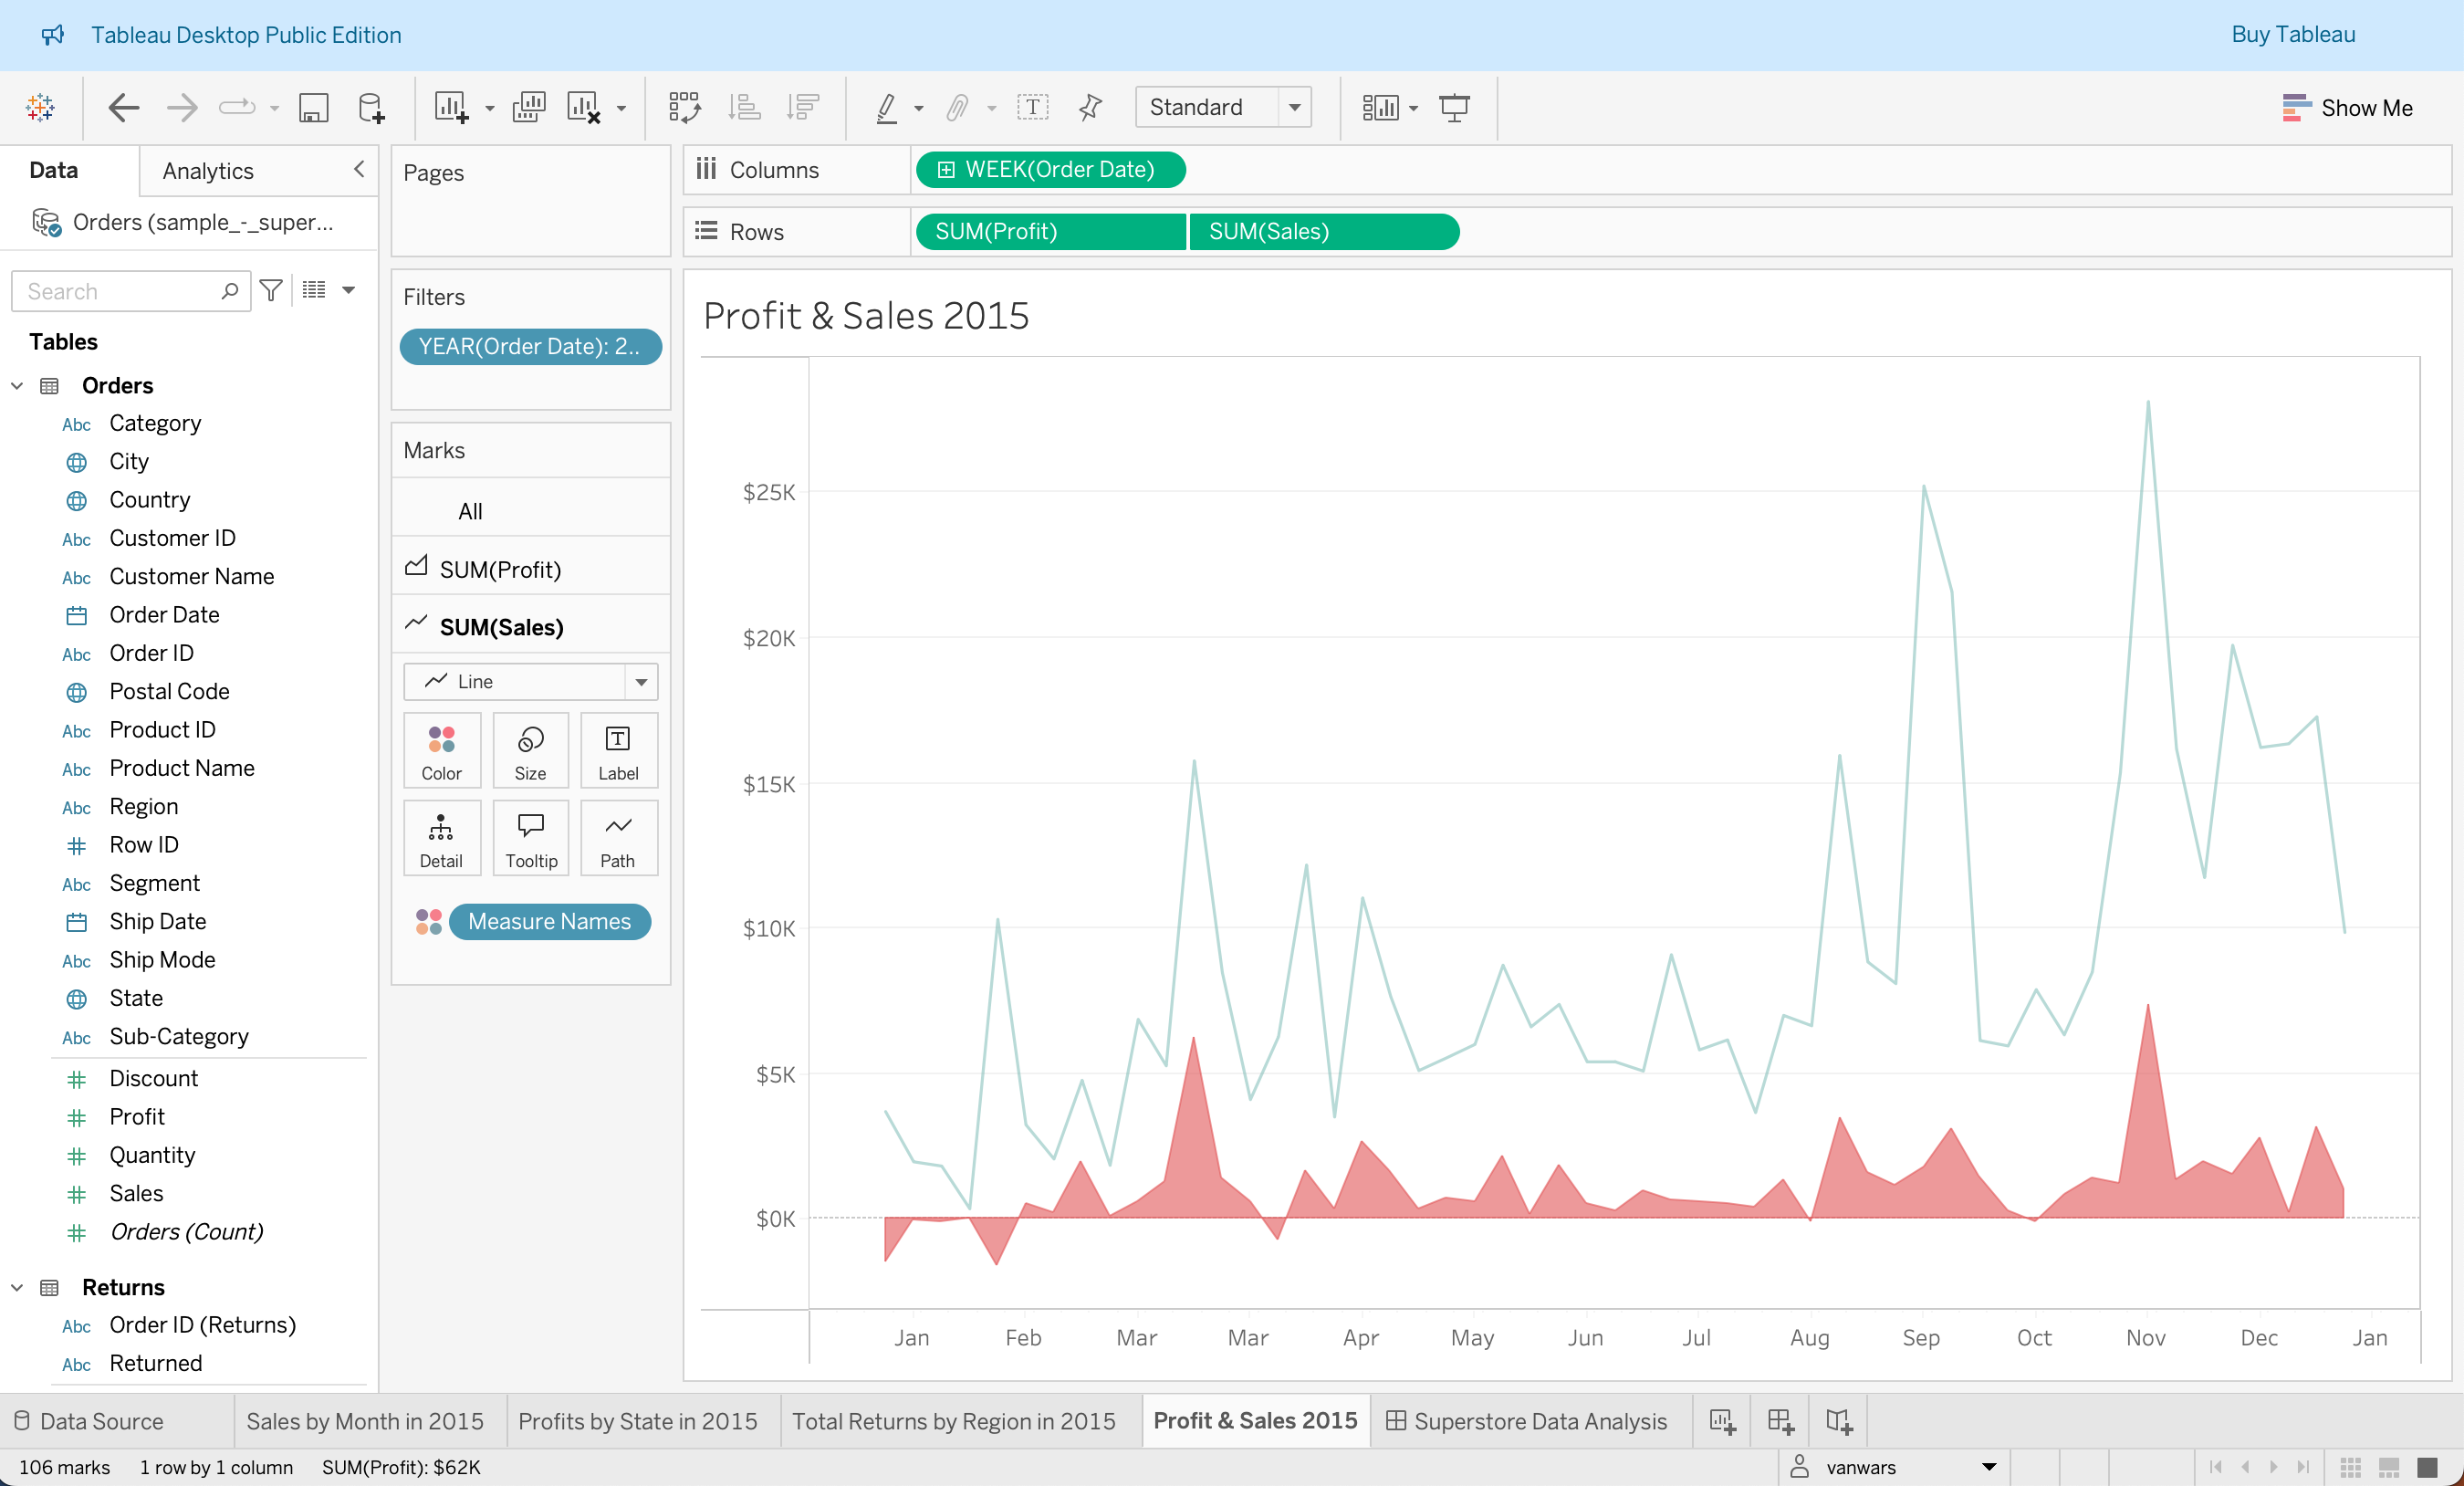 Tableau Desktop Public Edition
Buy Tableau
Standard
Show Me
Data
Analytics
Orders (sample_-_super...
Search
Tables
Orders
Abc Category
City
Country
Abc Customer ID
Abc Customer Name
Order Date
Abc Order ID
Postal Code
Abc Product ID
Abc Product Name
Abc Region
Row ID
Abc Segment
Ship Date
Abc Ship Mode
State
Abc Sub-Category
Discount
Profit
Quantity
Sales
Orders (Count)
Returns
Abc Order ID (Returns)
Abc Returned
Pages
Filters
YEAR(Order Date): 2..
Marks
All
SUM(Profit)
SUM(Sales)
Line
Color Size Label
Detail Tooltip Path
Measure Names
Columns
WEEK(Order Date)
Rows
SUM(Profit)
SUM(Sales)
Profit & Sales 2015
$25K
$20K
$15K
$10K
$5K
$0K
Jan Feb Mar Mar Apr May Jun Jul Aug Sep Oct Nov Dec Jan
Data Source
Sales by Month in 2015
Profits by State in 2015
Total Returns by Region in 2015
Profit & Sales 2015
Superstore Data Analysis
106 marks
1 row by 1 column
SUM(Profit): $62K
vanwars